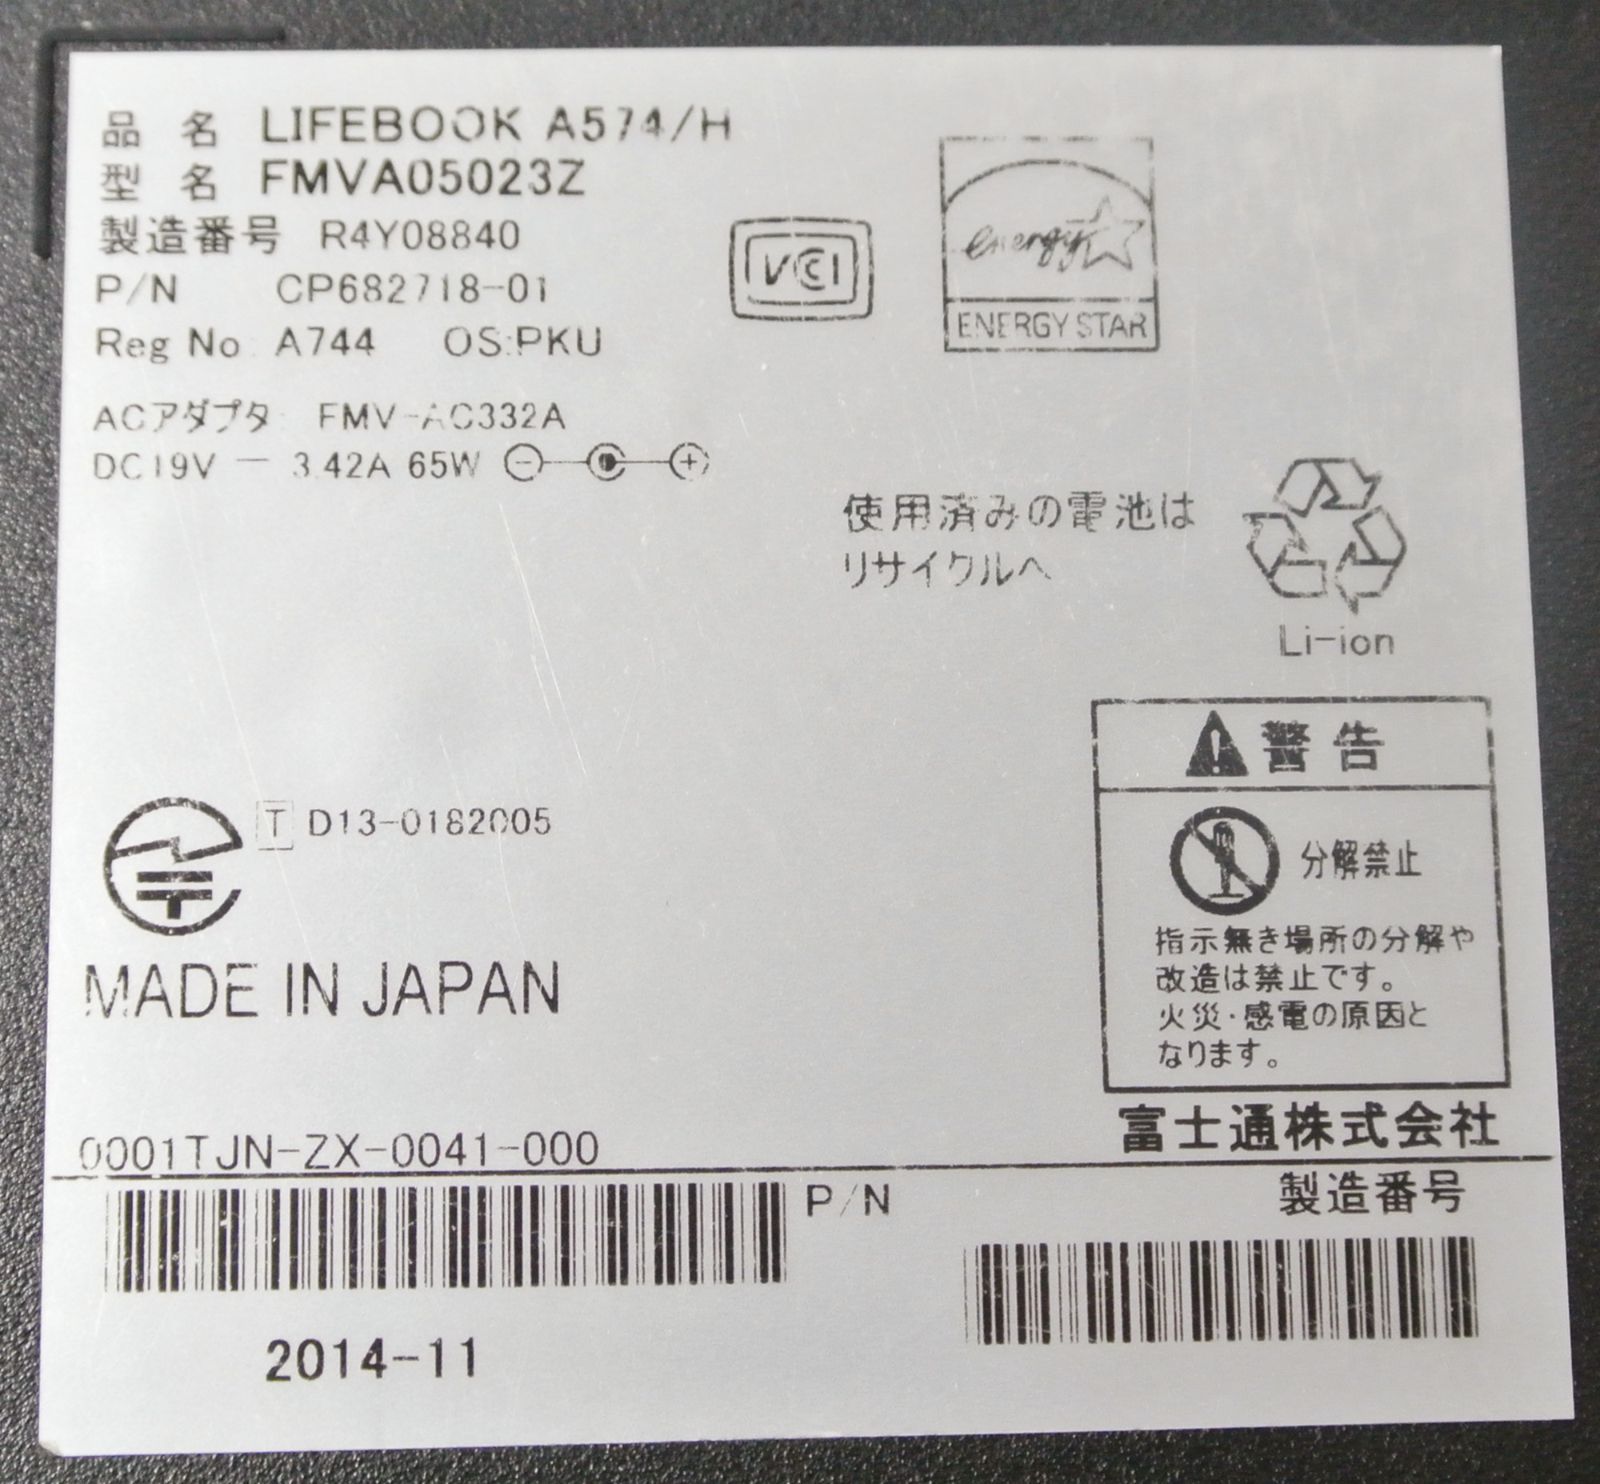 品名 LIFEBOOK A574/H
型名 FMVA05023Z
製造番号 R4Y08840
P/N CP682718-01
Reg No A744 OS:PKU
VCCI
energy
ENERGY STAR
ACアダプタ FMV-AC332A
DC19V ⎓ 3.42A 65W
使用済みの電池は
リサイクルへ
Li-ion
警告
分解禁止
指示無き場所の分解や
改造は禁止です。
火災・感電の原因と
なります。
T D13-0182005
MADE IN JAPAN
富士通株式会社
0001TJN-ZX-0041-000
P/N
製造番号
2014-11